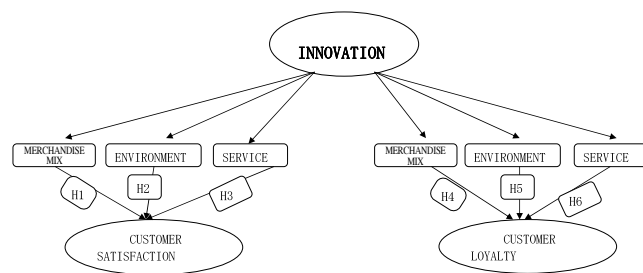 INNOVATION
MERCHANDISE
MIX
ENVIRONMENT
SERVICE
MERCHANDISE
MIX
ENVIRONMENT
SERVICE
H1
H2
H3
H4
H5
H6
CUSTOMER
SATISFACTION
CUSTOMER
LOYALTY